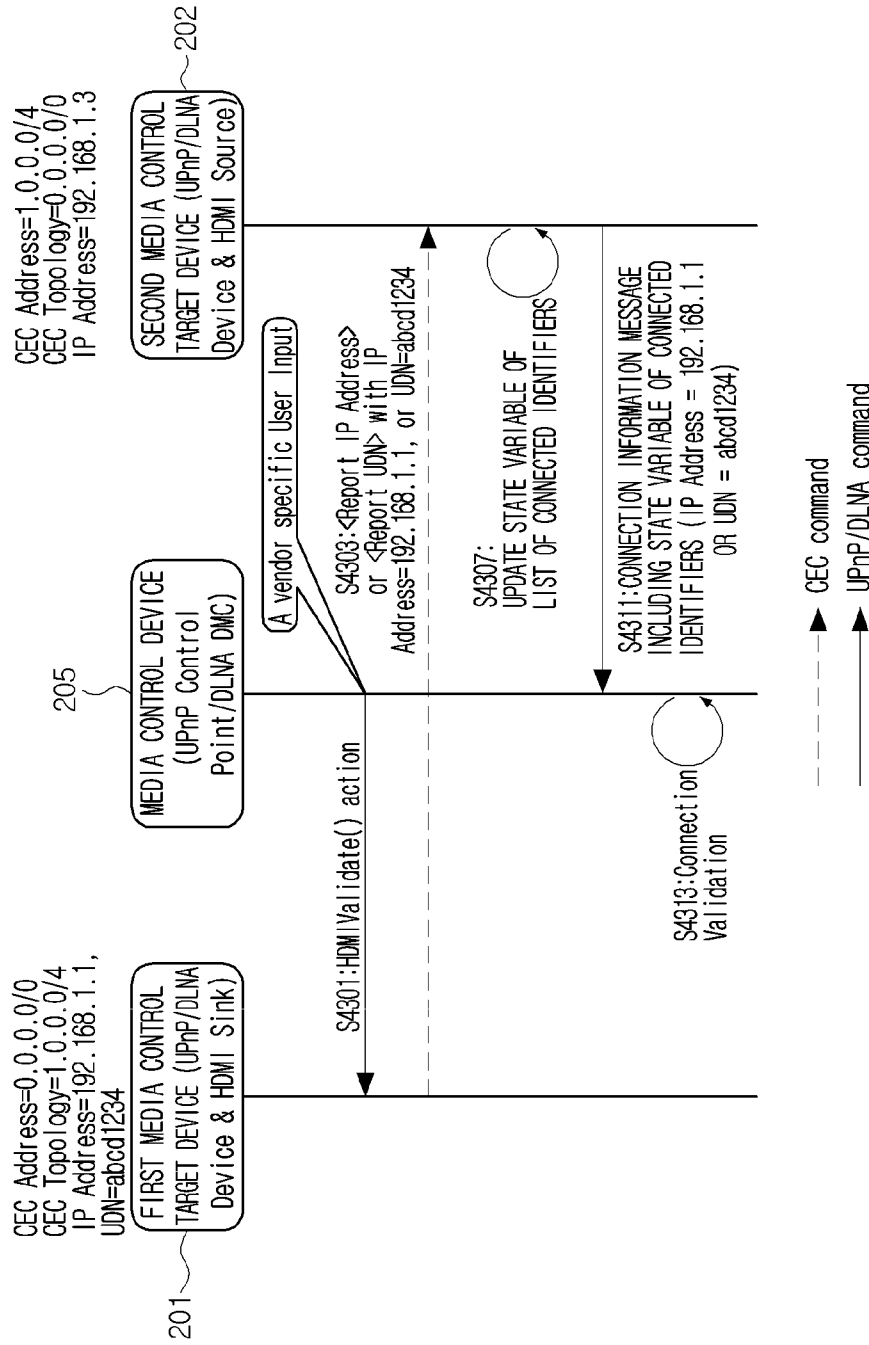 CEC Address=0.0.0.0/0
CEC Topology=1.0.0.0/4
IP Address=192.168.1.1,
UDN=abcd1234
201
FIRST MEDIA CONTROL
TARGET DEVICE (UPnP/DLNA
Device & HDMI Sink)
205
MEDIA CONTROL DEVICE
(UPnP Control
Point/DLNA DMC)
CEC Address=1.0.0.0/4
CEC Topology=0.0.0.0/0
IP Address=192.168.1.3
202
SECOND MEDIA CONTROL
TARGET DEVICE (UPnP/DLNA
Device & HDMI Source)
A vendor specific User Input
S4301:HDMIValidate() action
S4303:<Report IP Address>
or <Report UDN> with IP
Address=192.168.1.1, or UDN=abcd1234
S4307:
UPDATE STATE VARIABLE OF
LIST OF CONNECTED IDENTIFIERS
S4311:CONNECTION INFORMATION MESSAGE
INCLUDING STATE VARIABLE OF CONNECTED
IDENTIFIERS (IP Address = 192.168.1.1
OR UDN = abcd1234)
S4313:Connection
Validation
CEC command
UPnP/DLNA command